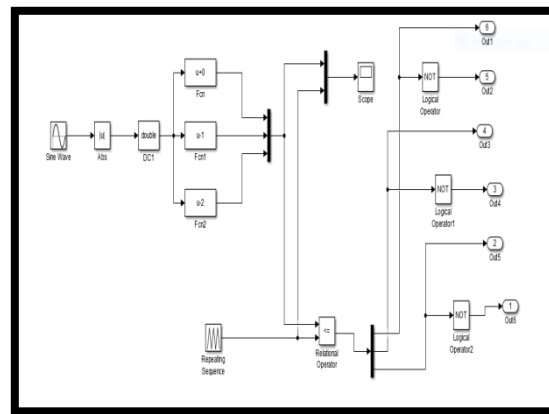 6
Out1
NOT
Logical
Operator
5
Out2
4
Out3
NOT
Logical
Operator1
3
Out4
2
Out5
NOT
Logical
Operator2
1
Out6
Scope
u+0
Fcn
u-1
Fcn1
u-2
Fcn2
Sine Wave
|u|
Abs
double
DC1
Repeating
Sequence
<=
Relational
Operator